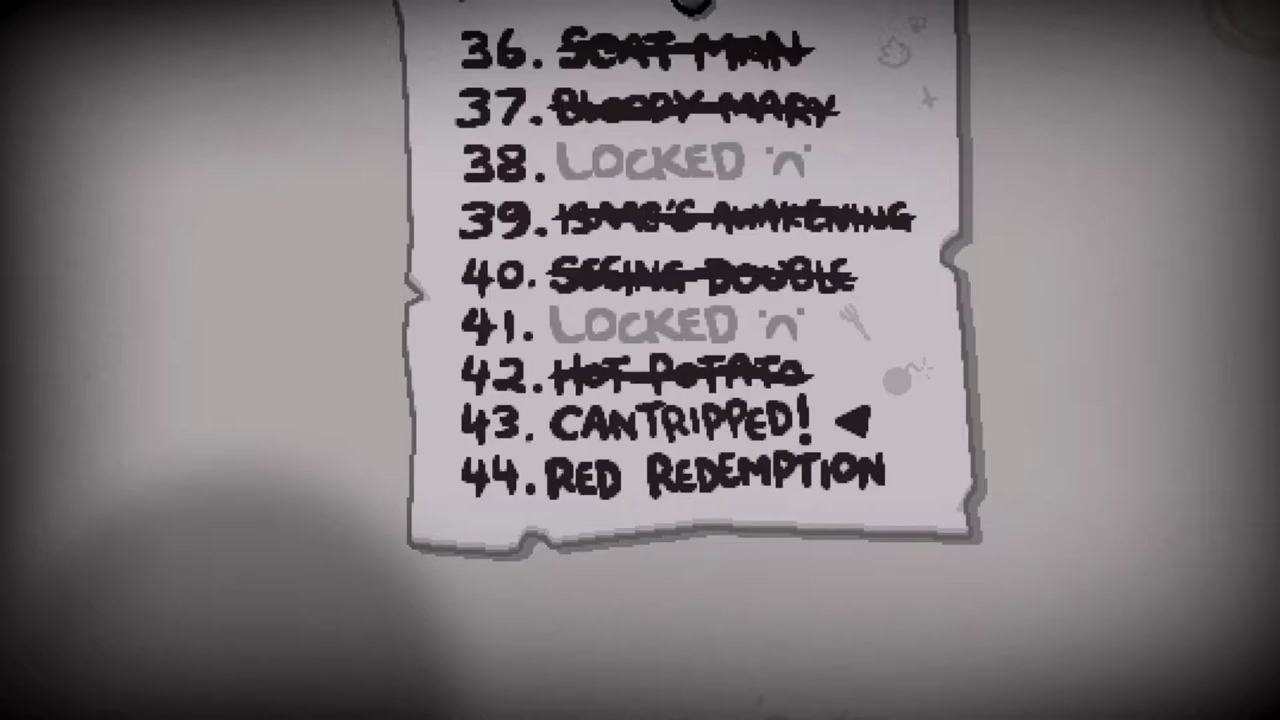 36. SCAT MAN
37. BLOODY MARY
38. LOCKED
39. ISAAC'S AWAKENING
40. SEEING DOUBLE
41. LOCKED
42. HOT POTATO
43. CANTRIPPED!
44. RED REDEMPTION